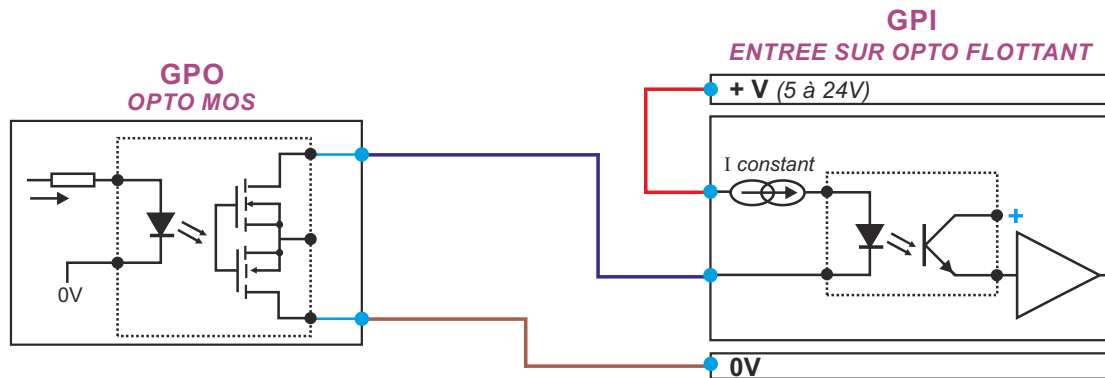 GPI
ENTREE SUR OPTO FLOTTANT
GPO
OPTO MOS
+ V (5 à 24V)
I constant
+
0V
0V